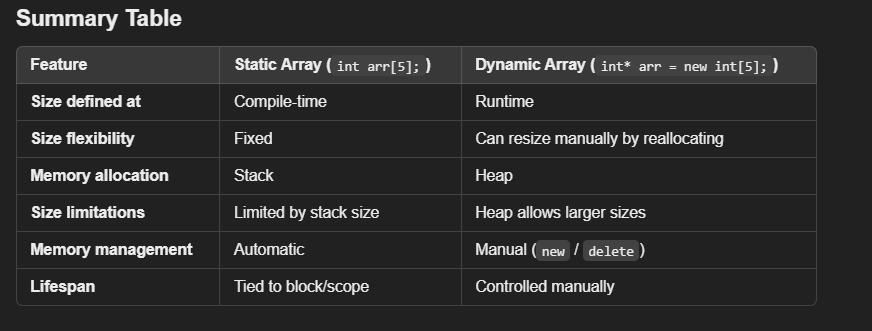 Summary Table
Feature Static Array ( int arr[5]; ) Dynamic Array ( int* arr = new int[5]; )
Size defined at Compile-time Runtime
Size flexibility Fixed Can resize manually by reallocating
Memory allocation Stack Heap
Size limitations Limited by stack size Heap allows larger sizes
Memory management Automatic Manual ( new / delete )
Lifespan Tied to block/scope Controlled manually